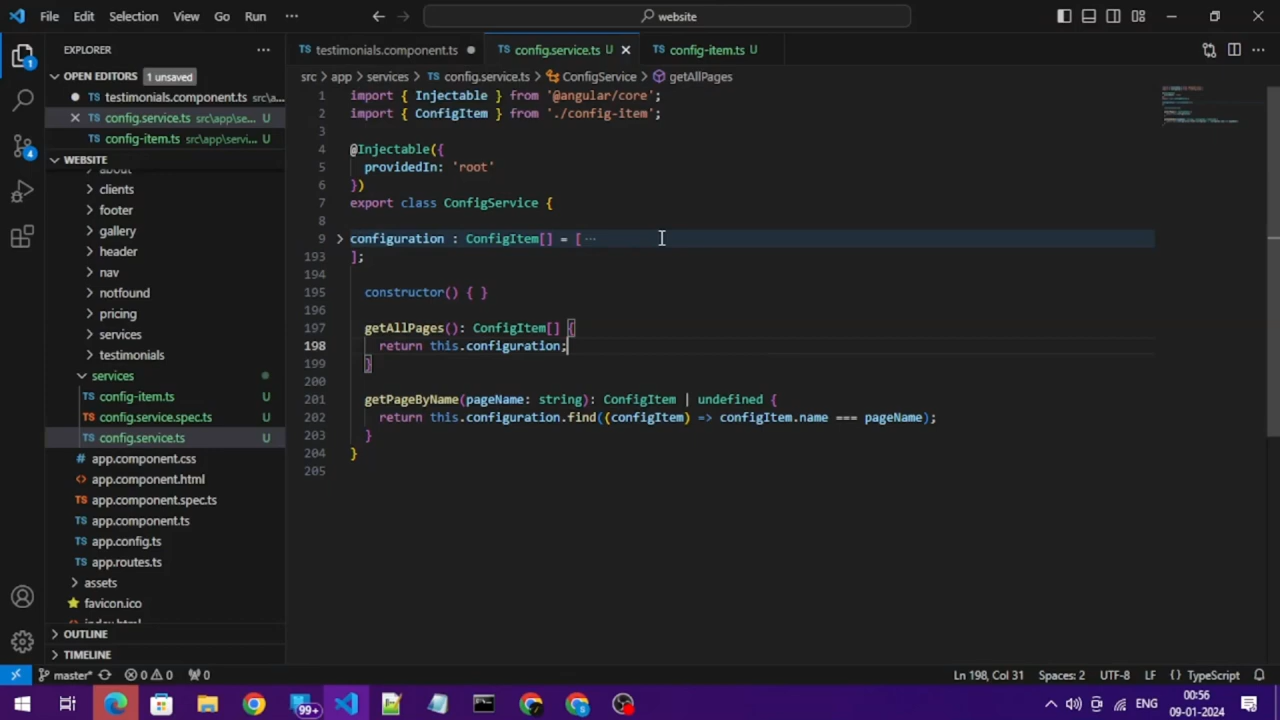 File Edit Selection View Go Run ··· website
EXPLORER
OPEN EDITORS 1 unsaved
TS testimonials.component.ts src\a...
TS config.service.ts src\app\se... U
TS config-item.ts src\app\servi... U
WEBSITE
about
clients
footer
gallery
header
nav
notfound
pricing
services
testimonials
services
TS config-item.ts U
TS config.service.spec.ts U
TS config.service.ts U
# app.component.css
<> app.component.html
TS app.component.spec.ts
TS app.component.ts
TS app.config.ts
TS app.routes.ts
assets
favicon.ico
index.html
OUTLINE
TIMELINE
1
4
TS testimonials.component.ts TS config.service.ts U TS config-item.ts U
src > app > services > TS config.service.ts > ConfigService > getAllPages
1 import { Injectable } from '@angular/core';
2 import { ConfigItem } from './config-item';
3
4 @Injectable({
5 providedIn: 'root'
6 })
7 export class ConfigService {
8
9 configuration : ConfigItem[] = [ ···
193 ];
194
195 constructor() { }
196
197 getAllPages(): ConfigItem[] {
198 return this.configuration;
199 }
200
201 getPageByName(pageName: string): ConfigItem | undefined {
202 return this.configuration.find((configItem) => configItem.name === pageName);
203 }
204 }
205
master* 0 0 0 Ln 198, Col 31 Spaces: 2 UTF-8 LF {} TypeScript
99+ ENG 00:56
09-01-2024